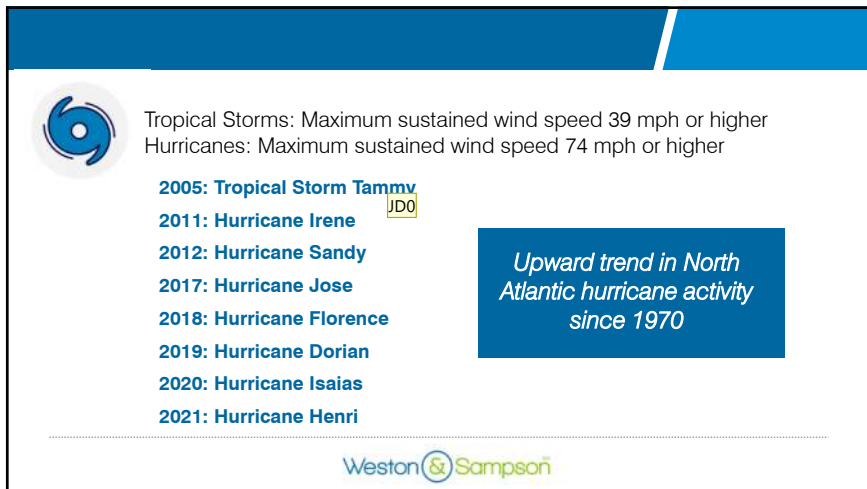 Tropical Storms: Maximum sustained wind speed 39 mph or higher
Hurricanes: Maximum sustained wind speed 74 mph or higher
2005: Tropical Storm Tammy
JD0
2011: Hurricane Irene
2012: Hurricane Sandy
2017: Hurricane Jose
2018: Hurricane Florence
2019: Hurricane Dorian
2020: Hurricane Isaias
2021: Hurricane Henri
Upward trend in North
Atlantic hurricane activity
since 1970
Weston & Sampson